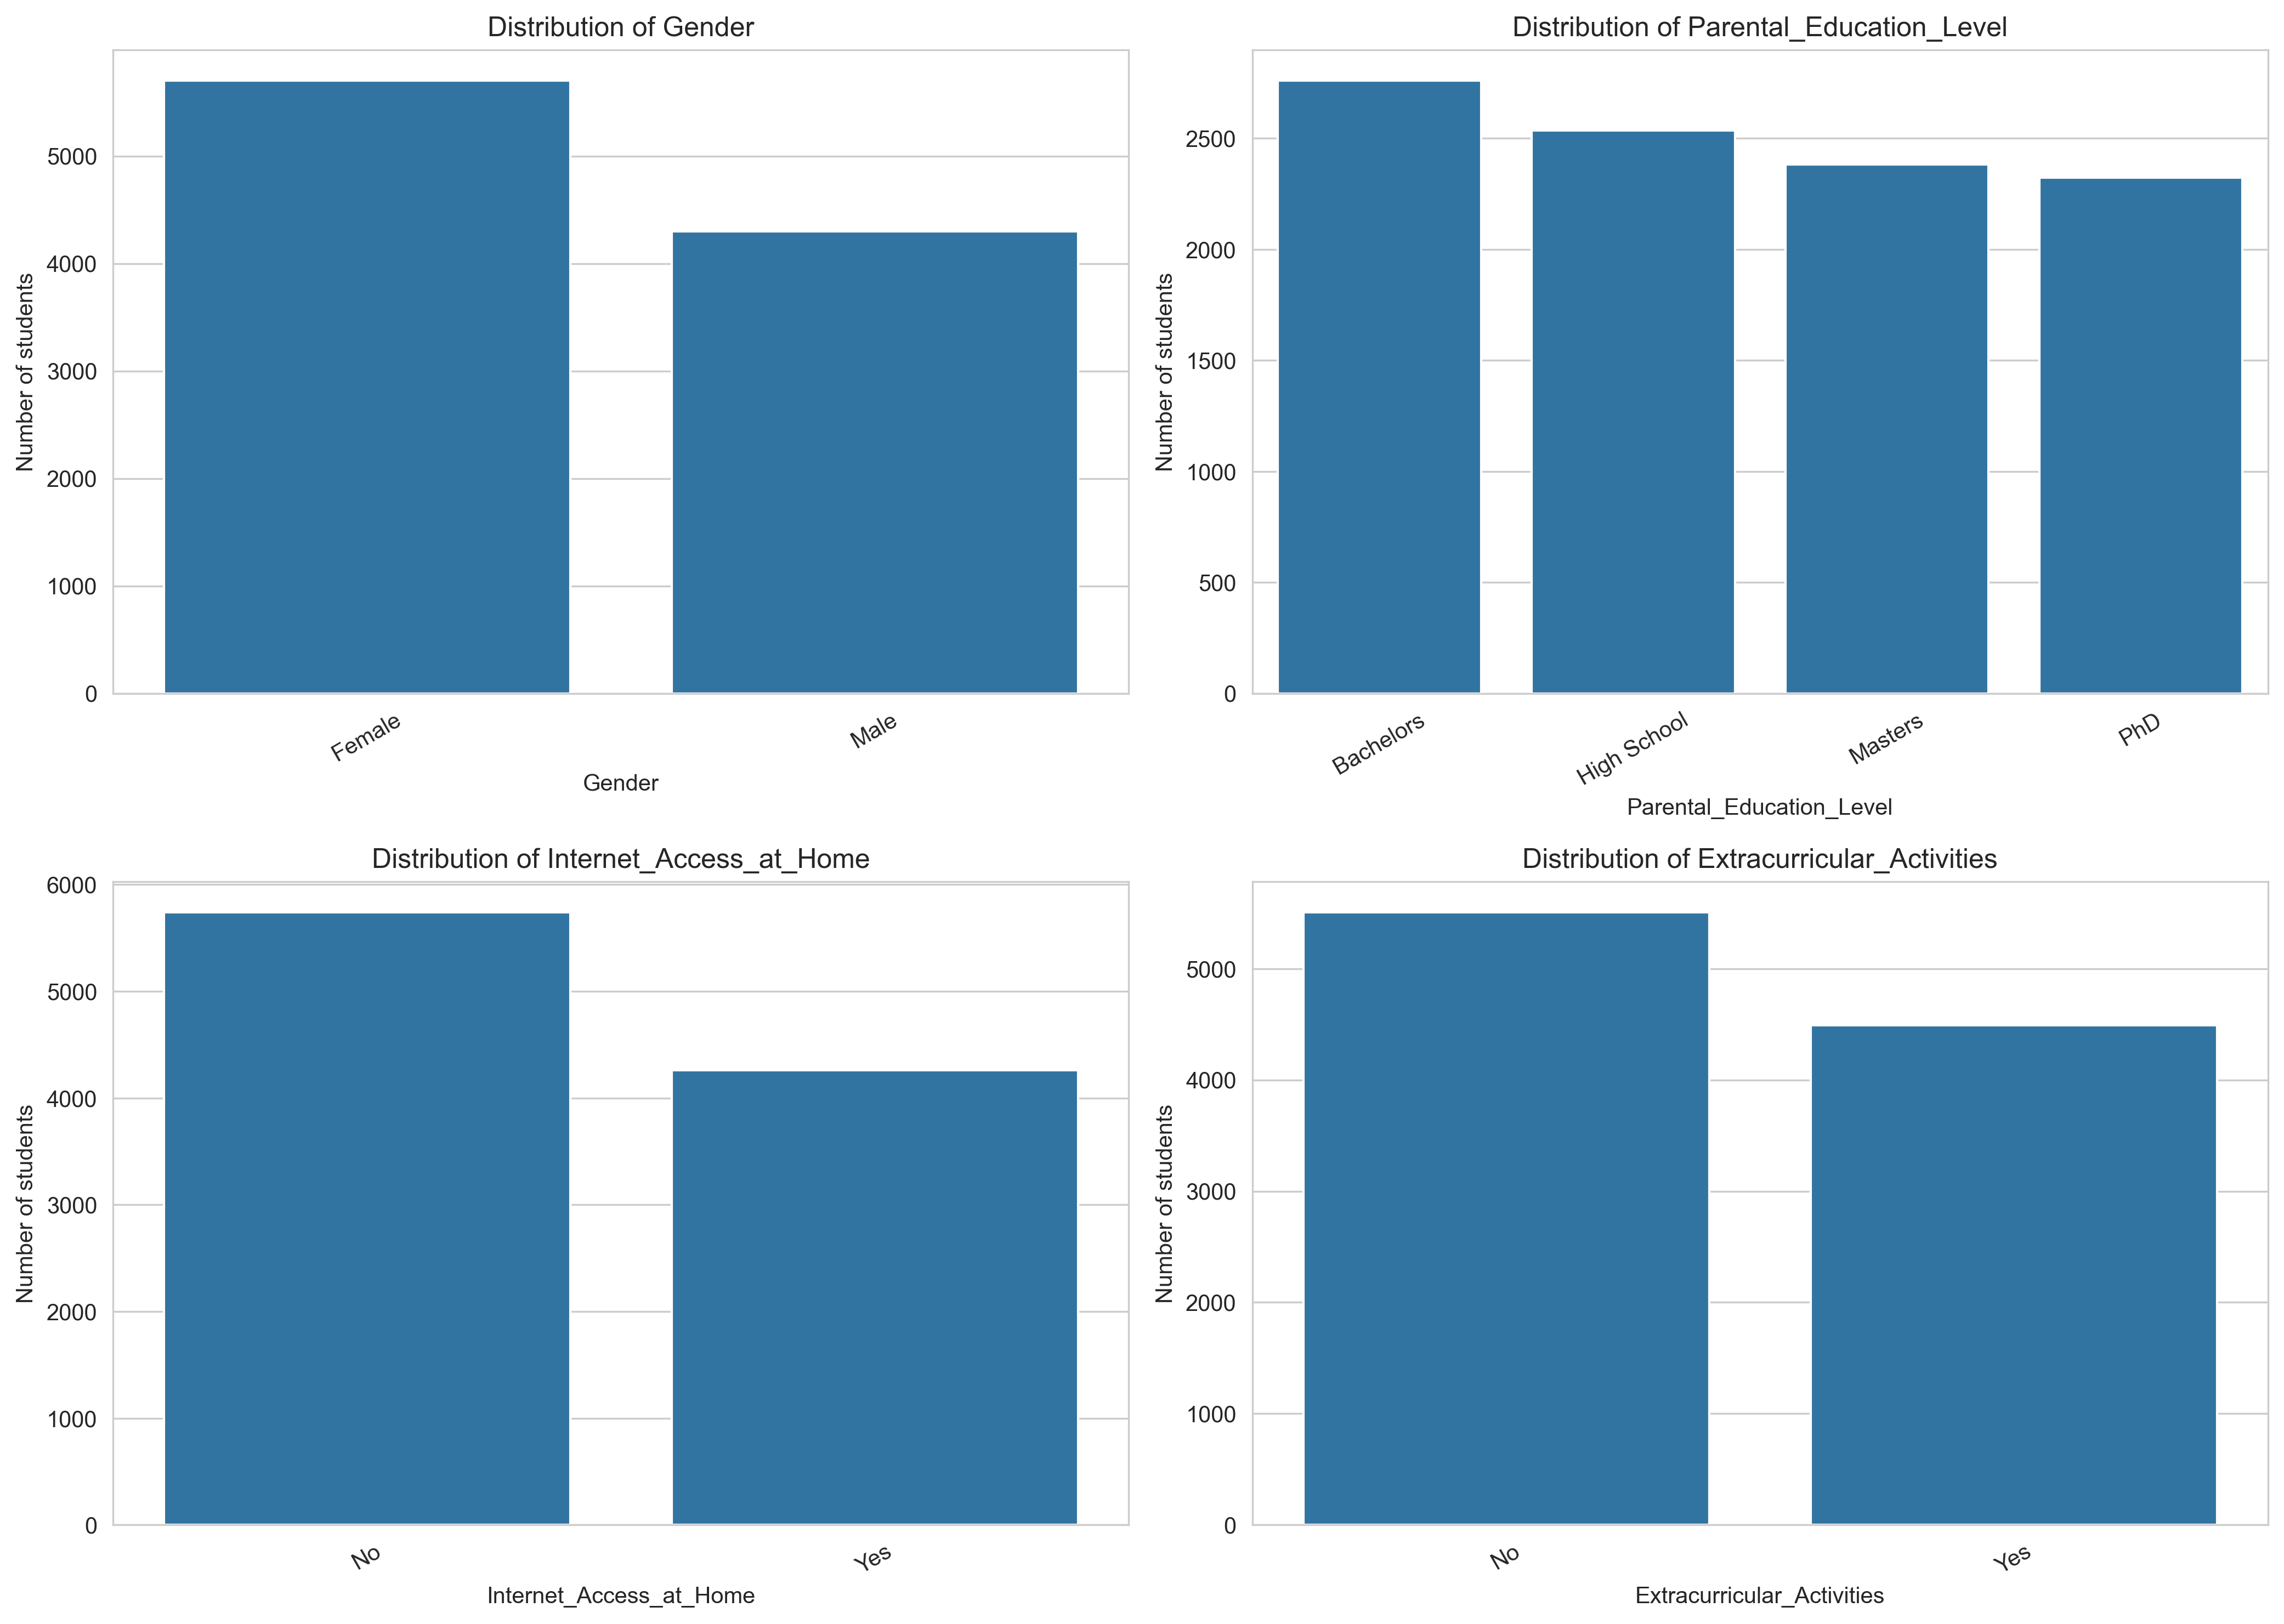 Distribution of Gender
Number of students
5000
4000
3000
2000
1000
0
Female
Male
Gender
Distribution of Parental_Education_Level
Number of students
2500
2000
1500
1000
500
0
Bachelors
High School
Masters
PhD
Parental_Education_Level
Distribution of Internet_Access_at_Home
Number of students
6000
5000
4000
3000
2000
1000
0
No
Yes
Internet_Access_at_Home
Distribution of Extracurricular_Activities
Number of students
5000
4000
3000
2000
1000
0
No
Yes
Extracurricular_Activities